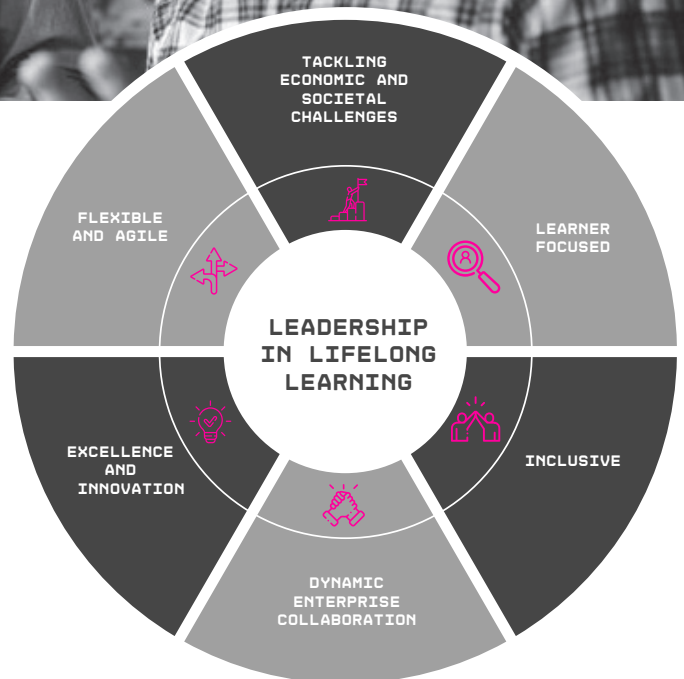 TACKLING
ECONOMIC AND
SOCIETAL
CHALLENGES
LEARNER
FOCUSED
INCLUSIVE
DYNAMIC
ENTERPRISE
COLLABORATION
EXCELLENCE
AND
INNOVATION
FLEXIBLE
AND AGILE
LEADERSHIP
IN LIFELONG
LEARNING